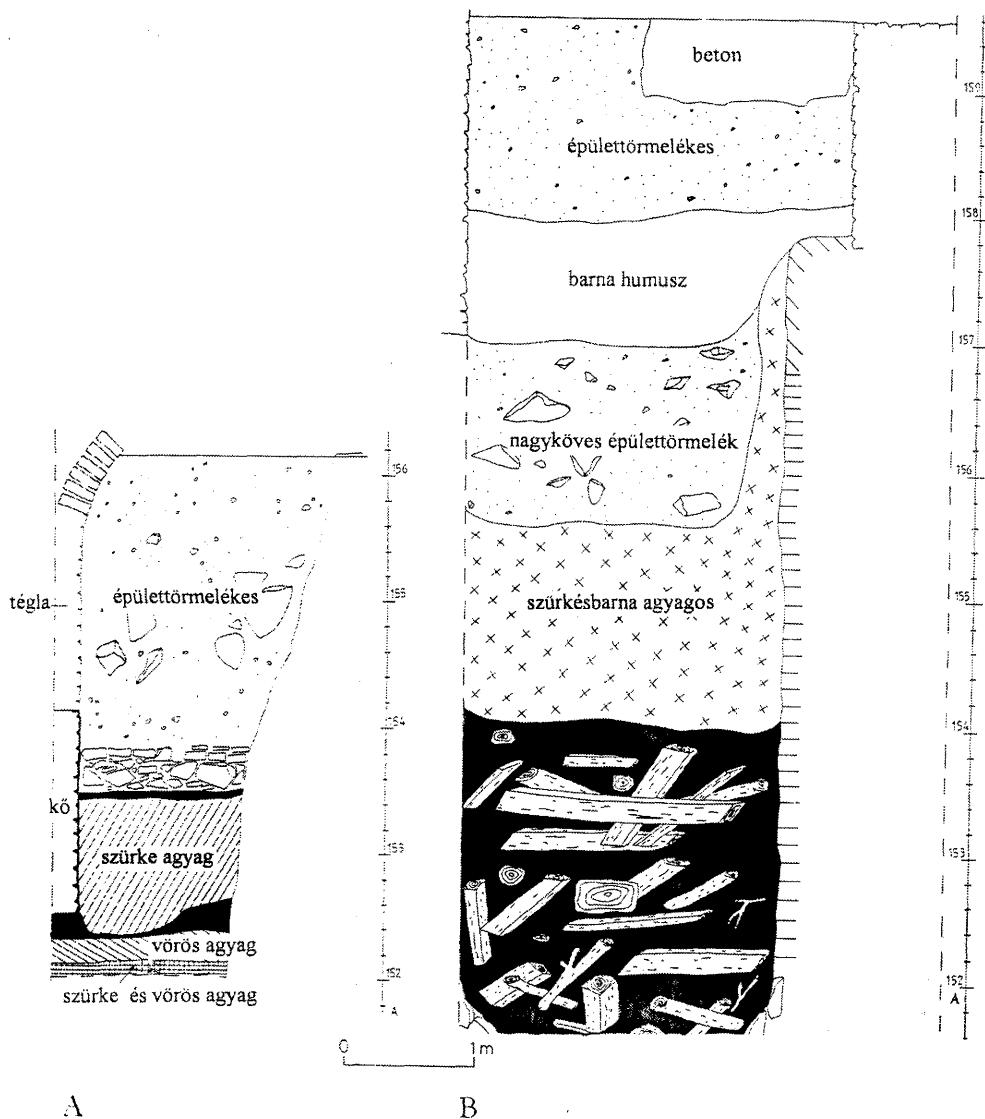 beton
159
épülettörmelékes
158
barna humusz
157
nagyköves épülettörmelék
156
156
tégla
épülettörmelékes
155
szürkésbarna agyagos
155
154
154
kő
szürke agyag
153
153
vörös agyag
152
152
szürke és vörös agyag
A
A
0
1 m
A
B